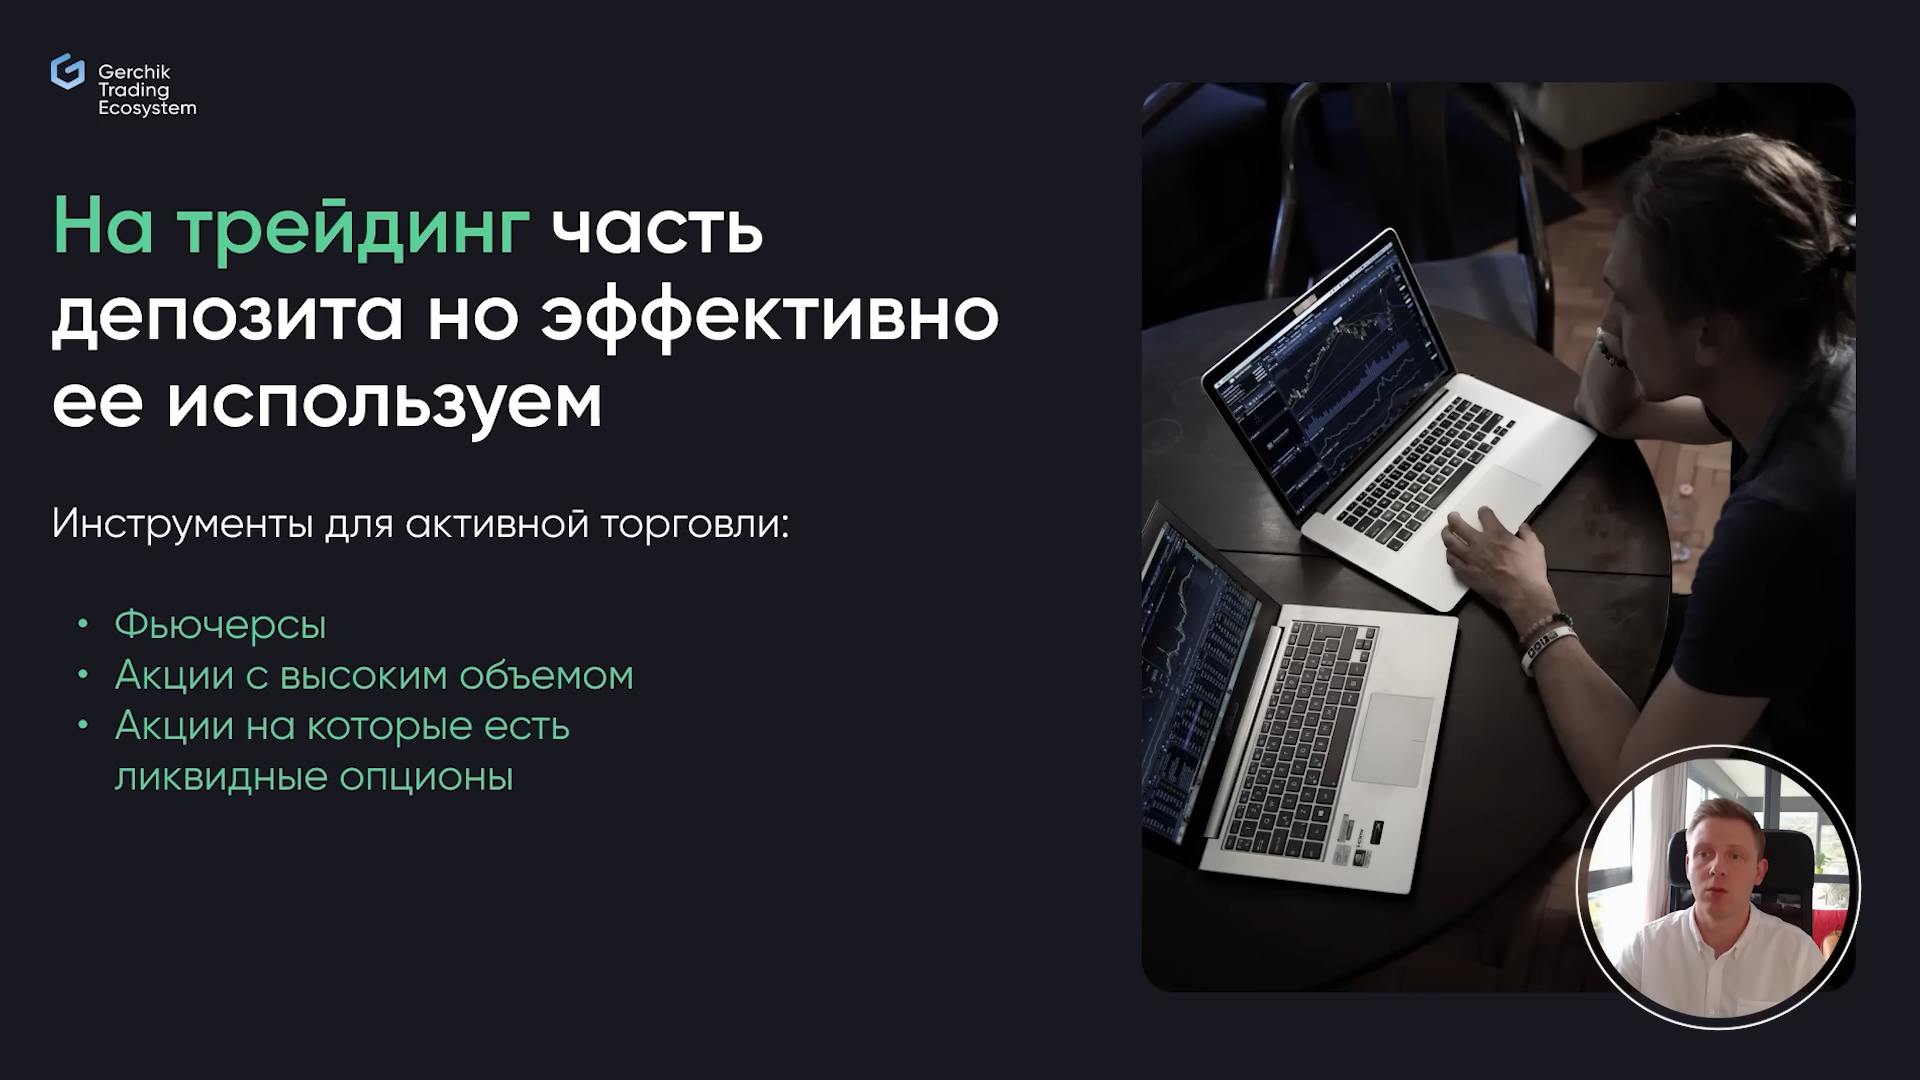 Gerchik
Trading
Ecosystem
На трейдинг часть
депозита но эффективно
ее используем
Инструменты для активной торговли:
• Фьючерсы
• Акции с высоким объемом
• Акции на которые есть
ликвидные опционы